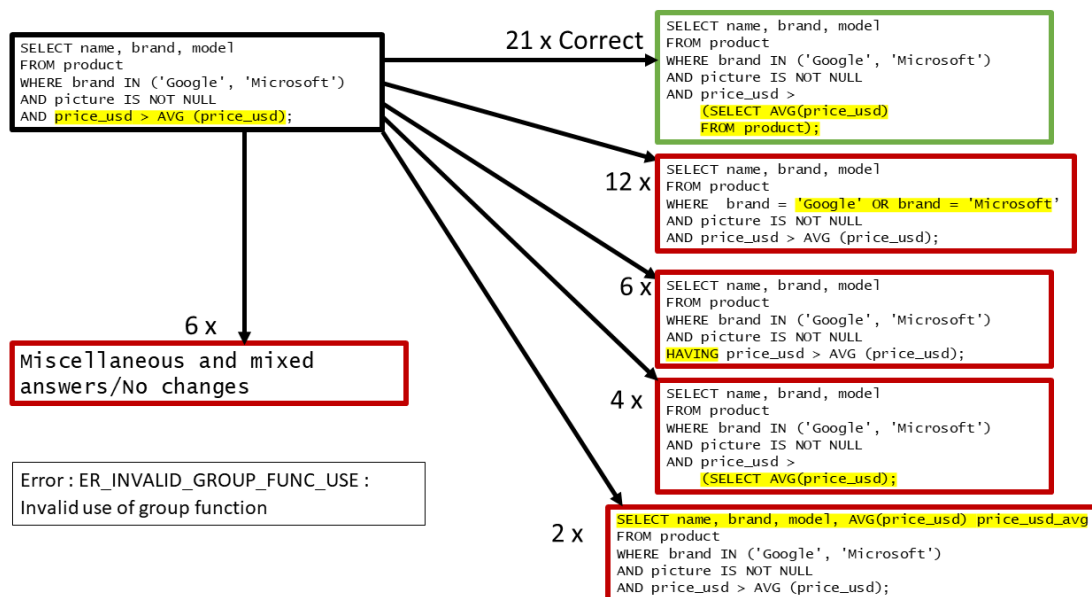 SELECT name, brand, model
FROM product
WHERE brand IN ('Google', 'Microsoft')
AND picture IS NOT NULL
AND price_usd > AVG (price_usd);
21 x Correct
SELECT name, brand, model
FROM product
WHERE brand IN ('Google', 'Microsoft')
AND picture IS NOT NULL
AND price_usd >
(SELECT AVG(price_usd)
FROM product);
12 x
SELECT name, brand, model
FROM product
WHERE  brand = 'Google' OR brand = 'Microsoft’
AND picture IS NOT NULL
AND price_usd > AVG (price_usd);
6 x
SELECT name, brand, model
FROM product
WHERE brand IN ('Google', 'Microsoft')
AND picture IS NOT NULL
HAVING price_usd > AVG (price_usd);
4 x
SELECT name, brand, model
FROM product
WHERE brand IN ('Google', 'Microsoft')
AND picture IS NOT NULL
AND price_usd >
(SELECT AVG(price_usd);
2 x
SELECT name, brand, model, AVG(price_usd) price_usd_avg
FROM product
WHERE brand IN ('Google', 'Microsoft')
AND picture IS NOT NULL
AND price_usd > AVG (price_usd);
6 x
Miscellaneous and mixed
answers/No changes
Error : ER_INVALID_GROUP_FUNC_USE :
Invalid use of group function